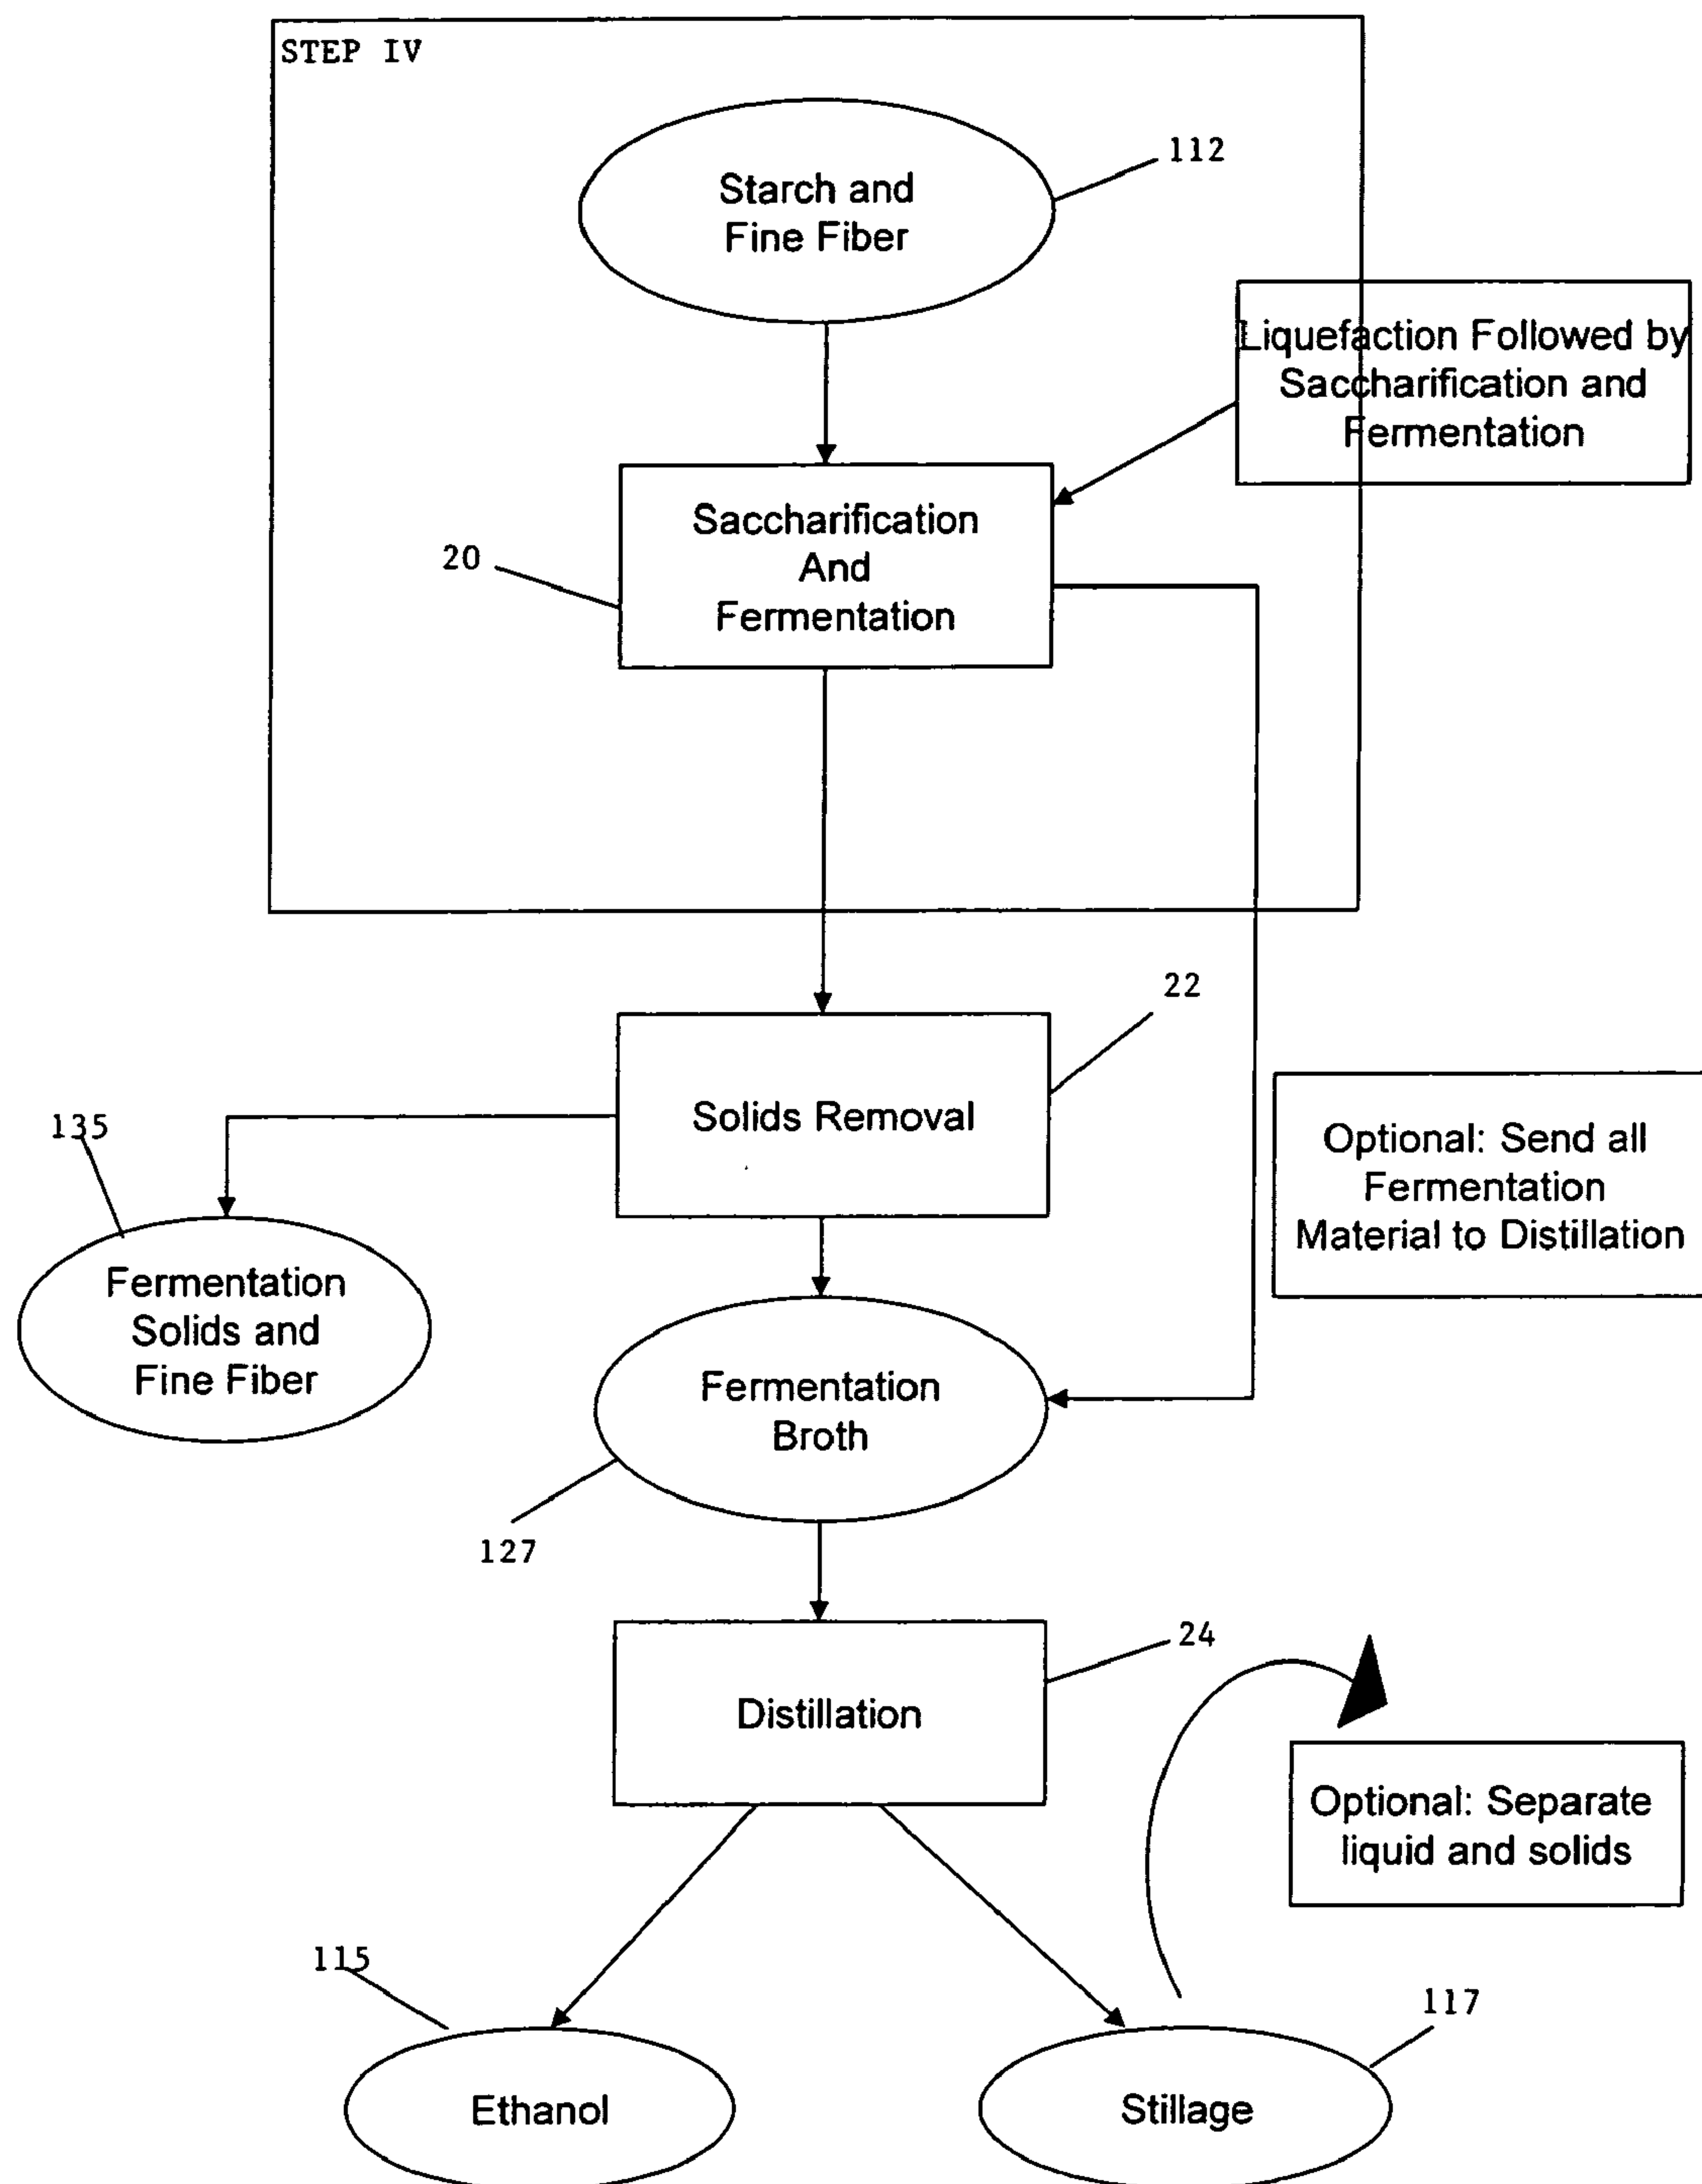 STEP IV
112
Starch and
Fine Fiber
Liquefaction Followed by
Saccharification and
Fermentation
20
Saccharification
And
Fermentation
22
Solids Removal
135
Optional: Send all
Fermentation
Material to Distillation
Fermentation
Solids and
Fine Fiber
Fermentation
Broth
127
24
Distillation
Optional: Separate
liquid and solids
115
117
Ethanol
Stillage